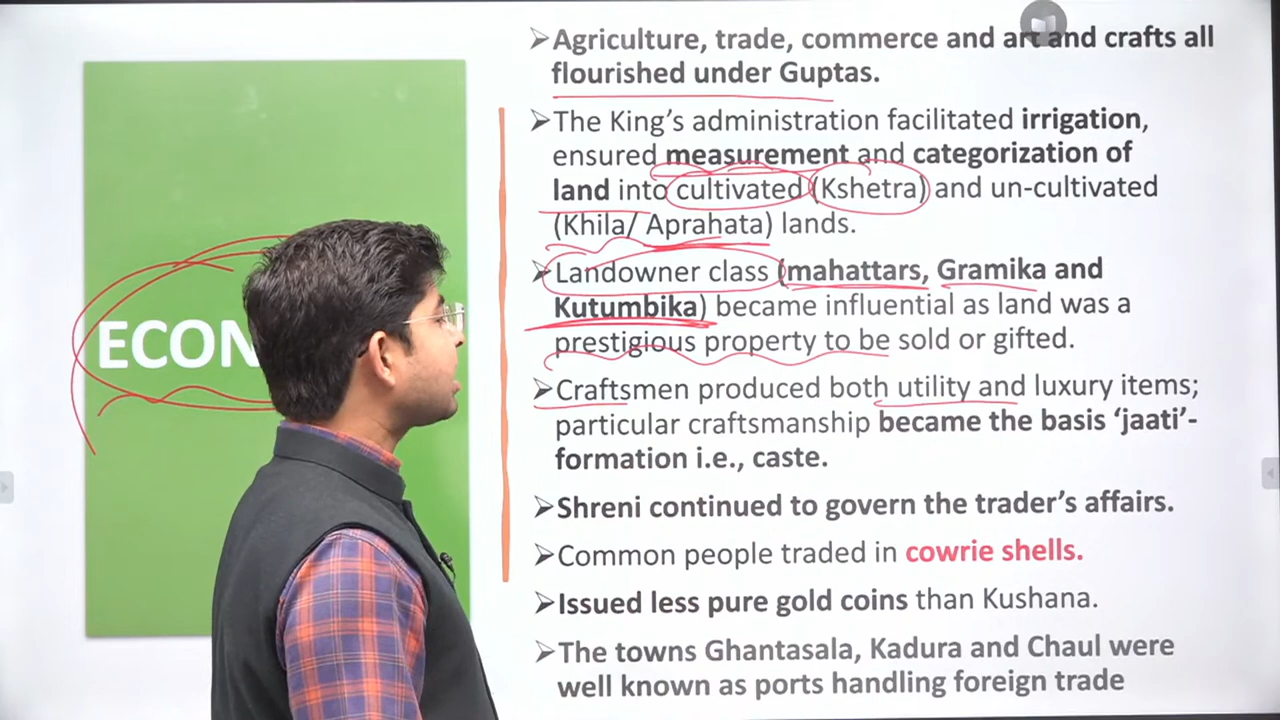 Agriculture, trade, commerce and art and crafts all
flourished under Guptas.
The King's administration facilitated irrigation,
ensured measurement and categorization of
land into cultivated (Kshetra) and un-cultivated
(Khila/ Aprahata) lands.
Landowner class (mahattars, Gramika and
Kutumbika) became influential as land was a
prestigious property to be sold or gifted.
Craftsmen produced both utility and luxury items;
particular craftsmanship became the basis 'jaati'-
formation i.e., caste.
Shreni continued to govern the trader's affairs.
Common people traded in cowrie shells.
Issued less pure gold coins than Kushana.
The towns Ghantasala, Kadura and Chaul were
well known as ports handling foreign trade